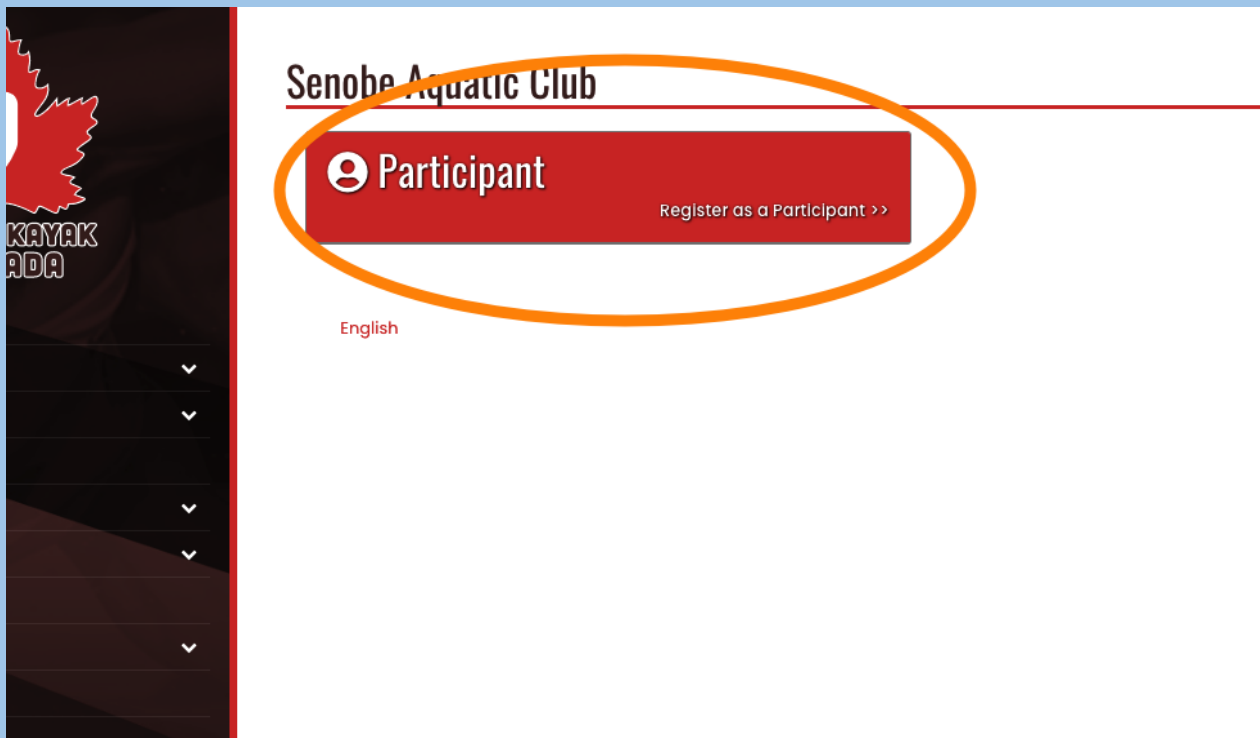 KAYAK
ADA
Senobe Aquatic Club
Participant
Register as a Participant >>
English